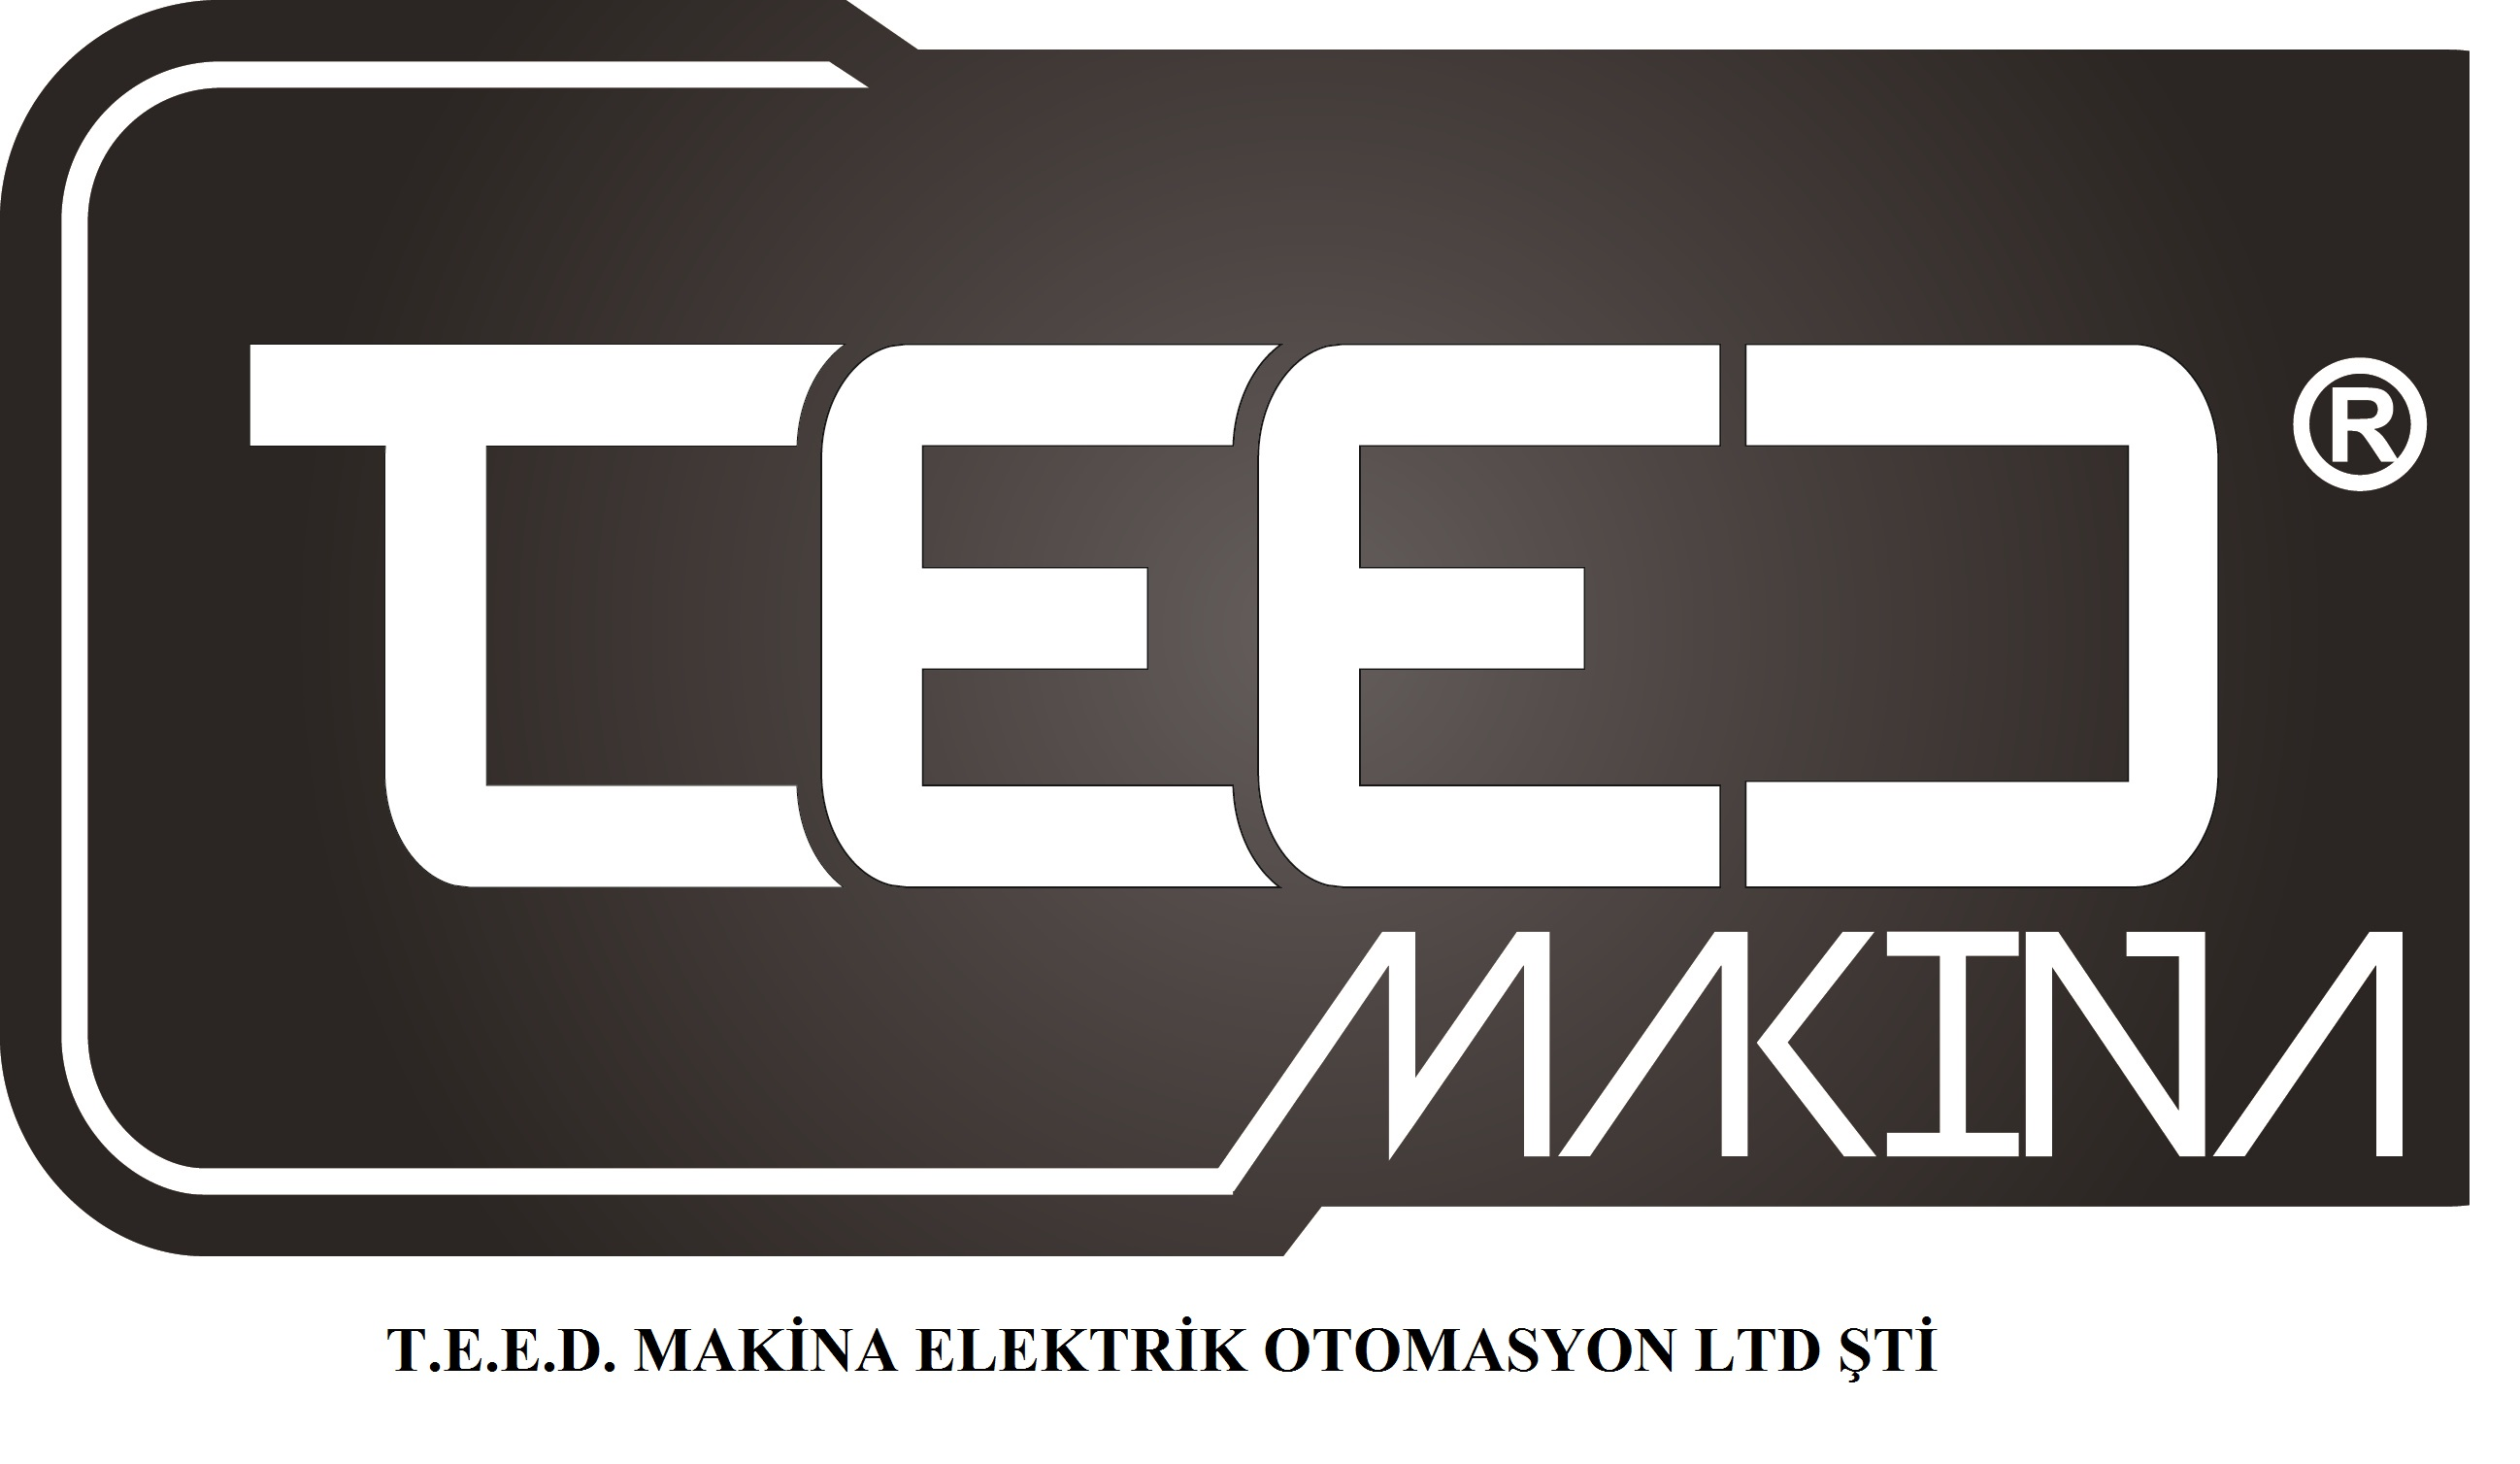 TEED ®
MAKINA
T.E.E.D. MAKİNA ELEKTRİK OTOMASYON LTD ŞTİ